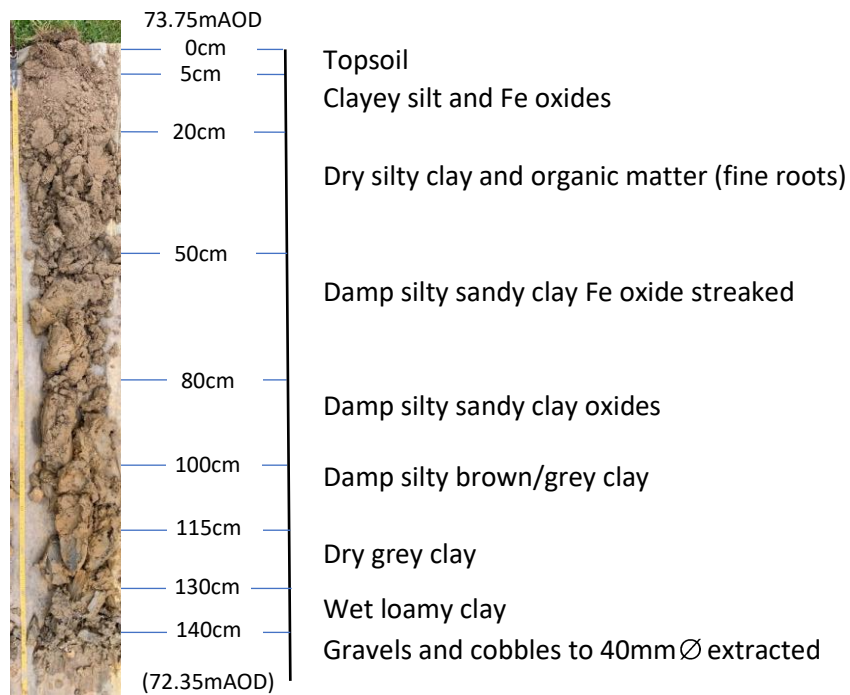 73.75mAOD
0cm
Topsoil
5cm
Clayey silt and Fe oxides
20cm
Dry silty clay and organic matter (fine roots)
50cm
Damp silty sandy clay Fe oxide streaked
80cm
Damp silty sandy clay oxides
100cm
Damp silty brown/grey clay
115cm
Dry grey clay
130cm
Wet loamy clay
140cm
Gravels and cobbles to 40mm∅ extracted
(72.35mAOD)